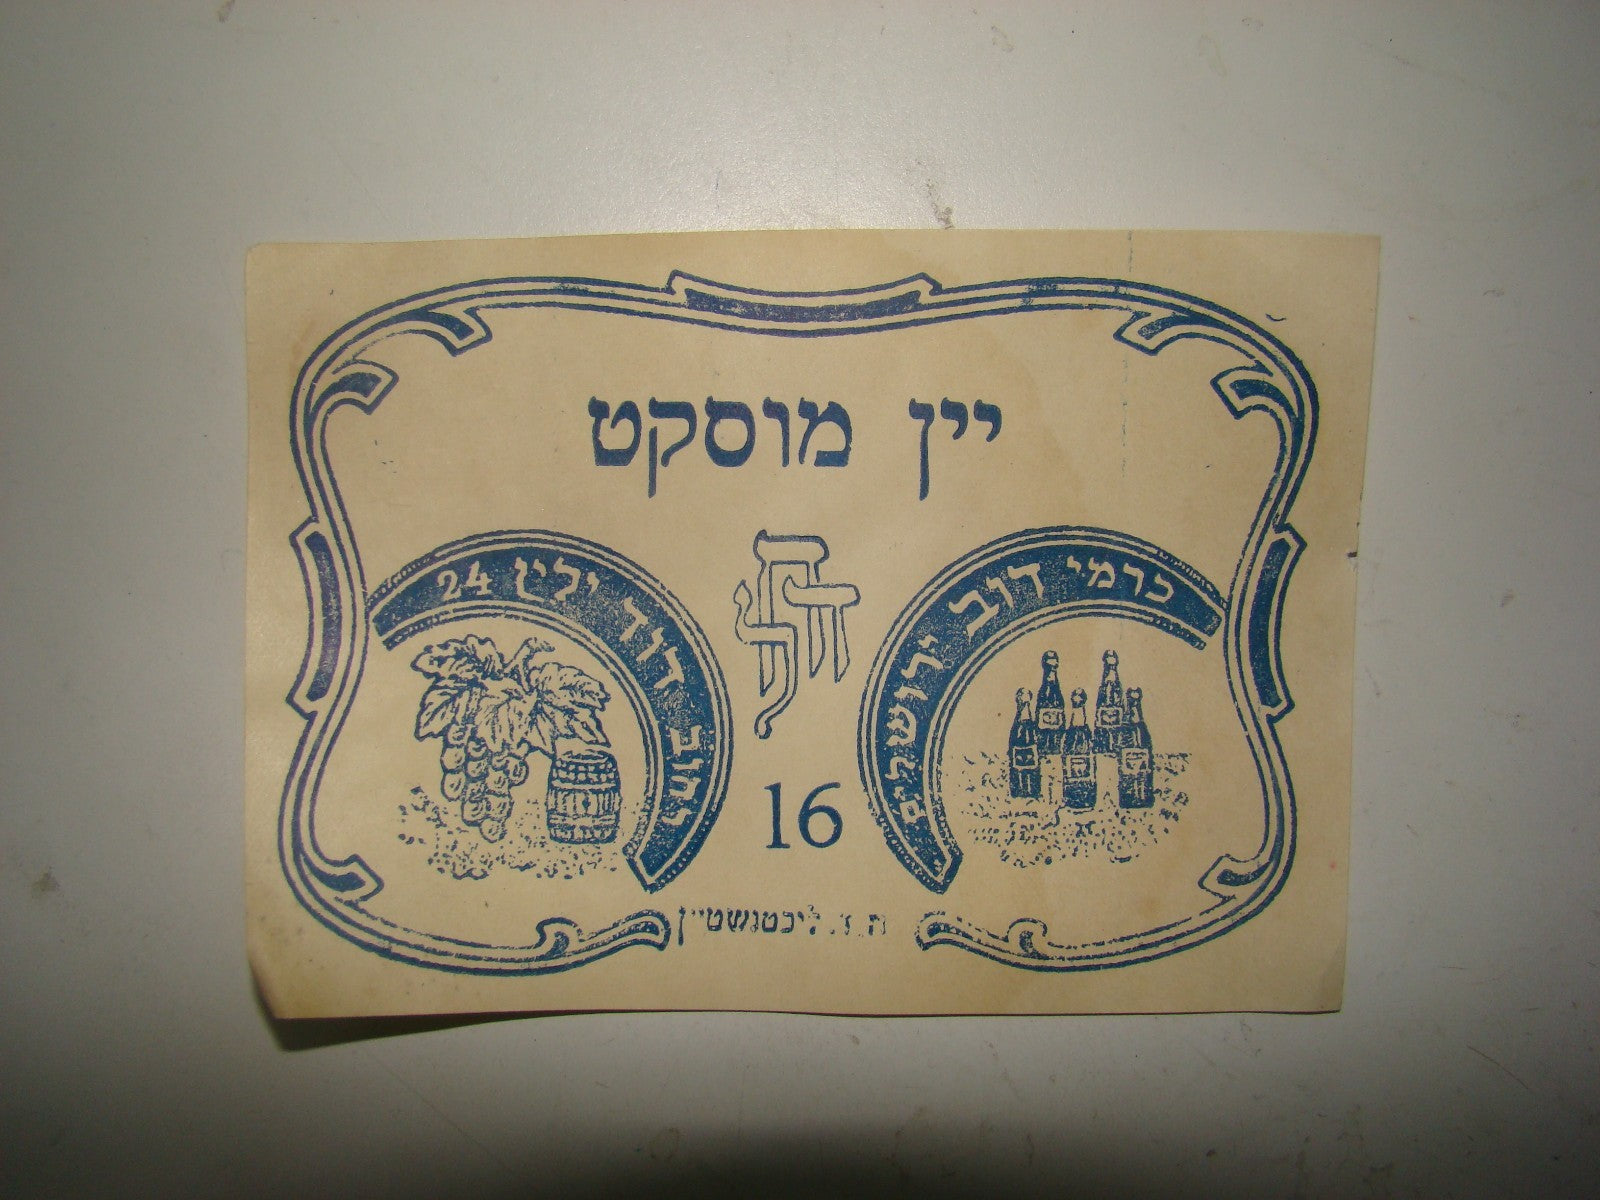 יין מוסקט
כרמי דוב ירושלים
רחוב דוד ילין 24
16
ח. ד. ליכטנשטיין